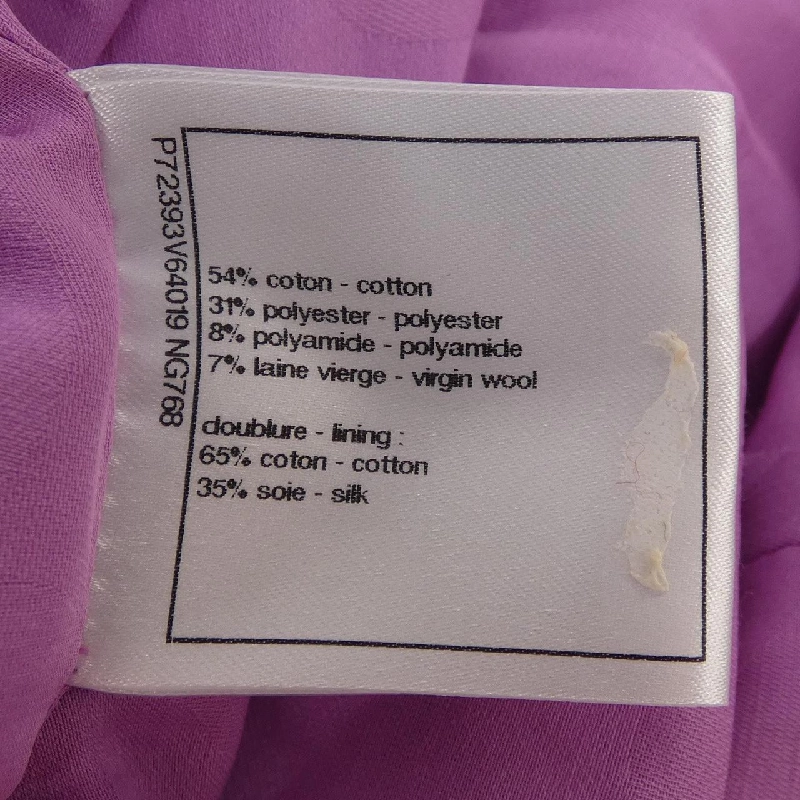 P72393V64019 NG768
54% coton - cotton
31% polyester - polyester
8% polyamide - polyamide
7% laine vierge - virgin wool
doublure - lining :
65% coton - cotton
35% soie - silk